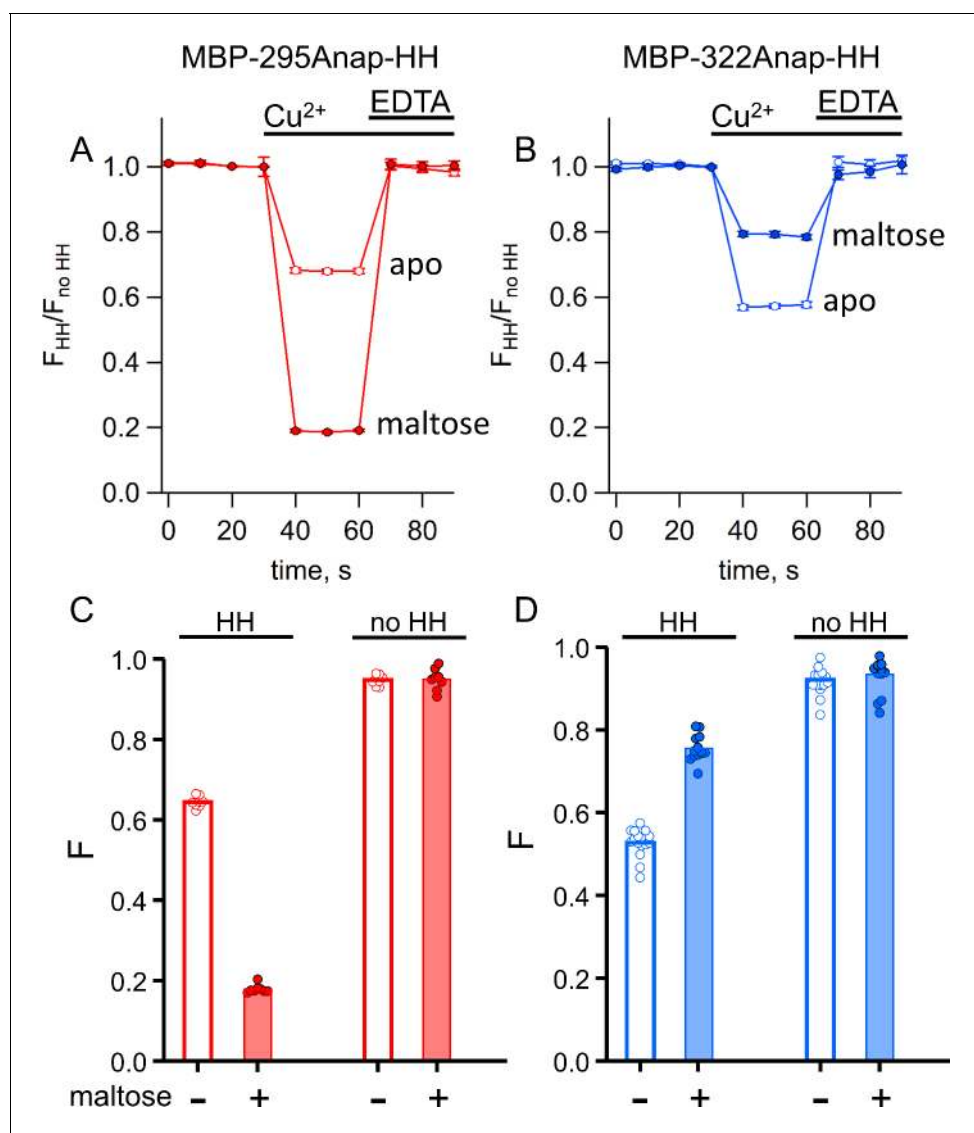 MBP-295Anap-HH
MBP-322Anap-HH
A
Cu²⁺
EDTA
B
Cu²⁺
EDTA
1.0
0.8
0.6
0.4
0.2
0.0
F_HH/F_no HH
apo
maltose
0 20 40 60 80
time, s
1.0
0.8
0.6
0.4
0.2
0.0
F_HH/F_no HH
maltose
apo
0 20 40 60 80
time, s
C
HH
no HH
1.0
0.8
0.6
0.4
0.2
0.0
F
maltose - + - +
D
HH
no HH
1.0
0.8
0.6
0.4
0.2
0.0
F
- + - +